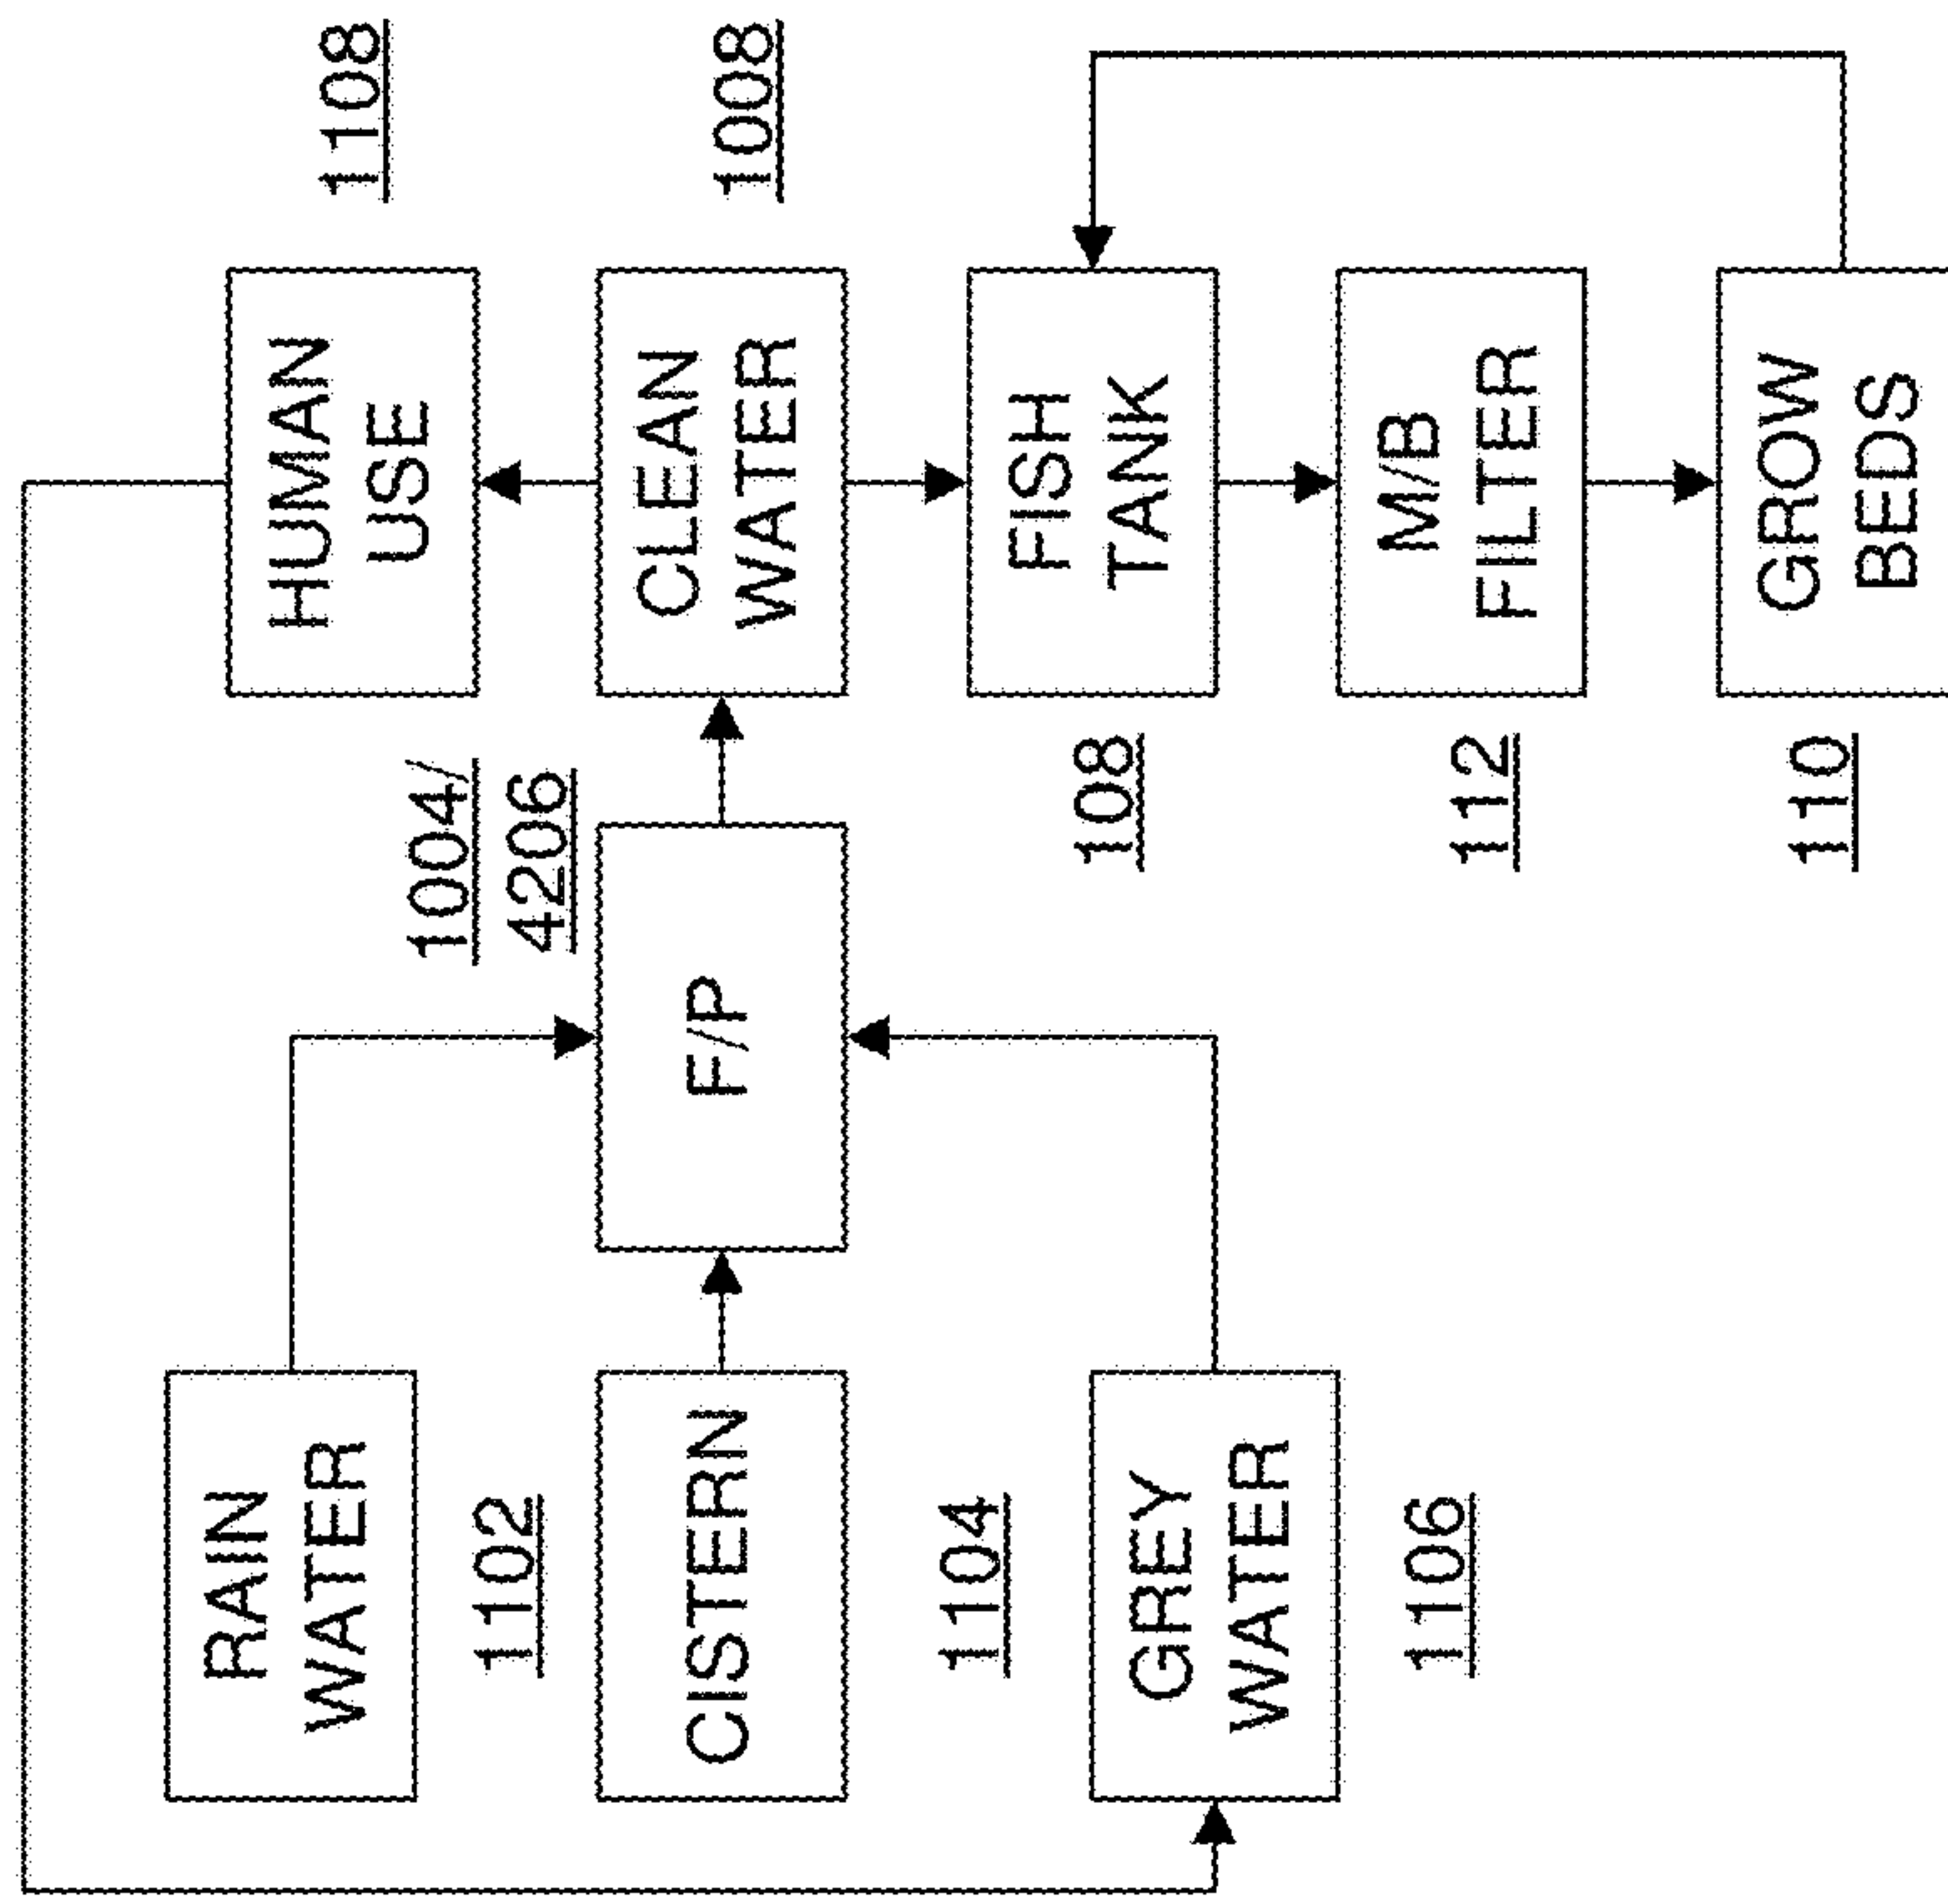 RAIN
WATER
1102
CISTERN
1104
GREY
WATER
1106
1004/
4206
F/P
HUMAN
USE
1108
CLEAN
WATER
1008
FISH
TANK
108
M/B
FILTER
112
GROW
BEDS
110